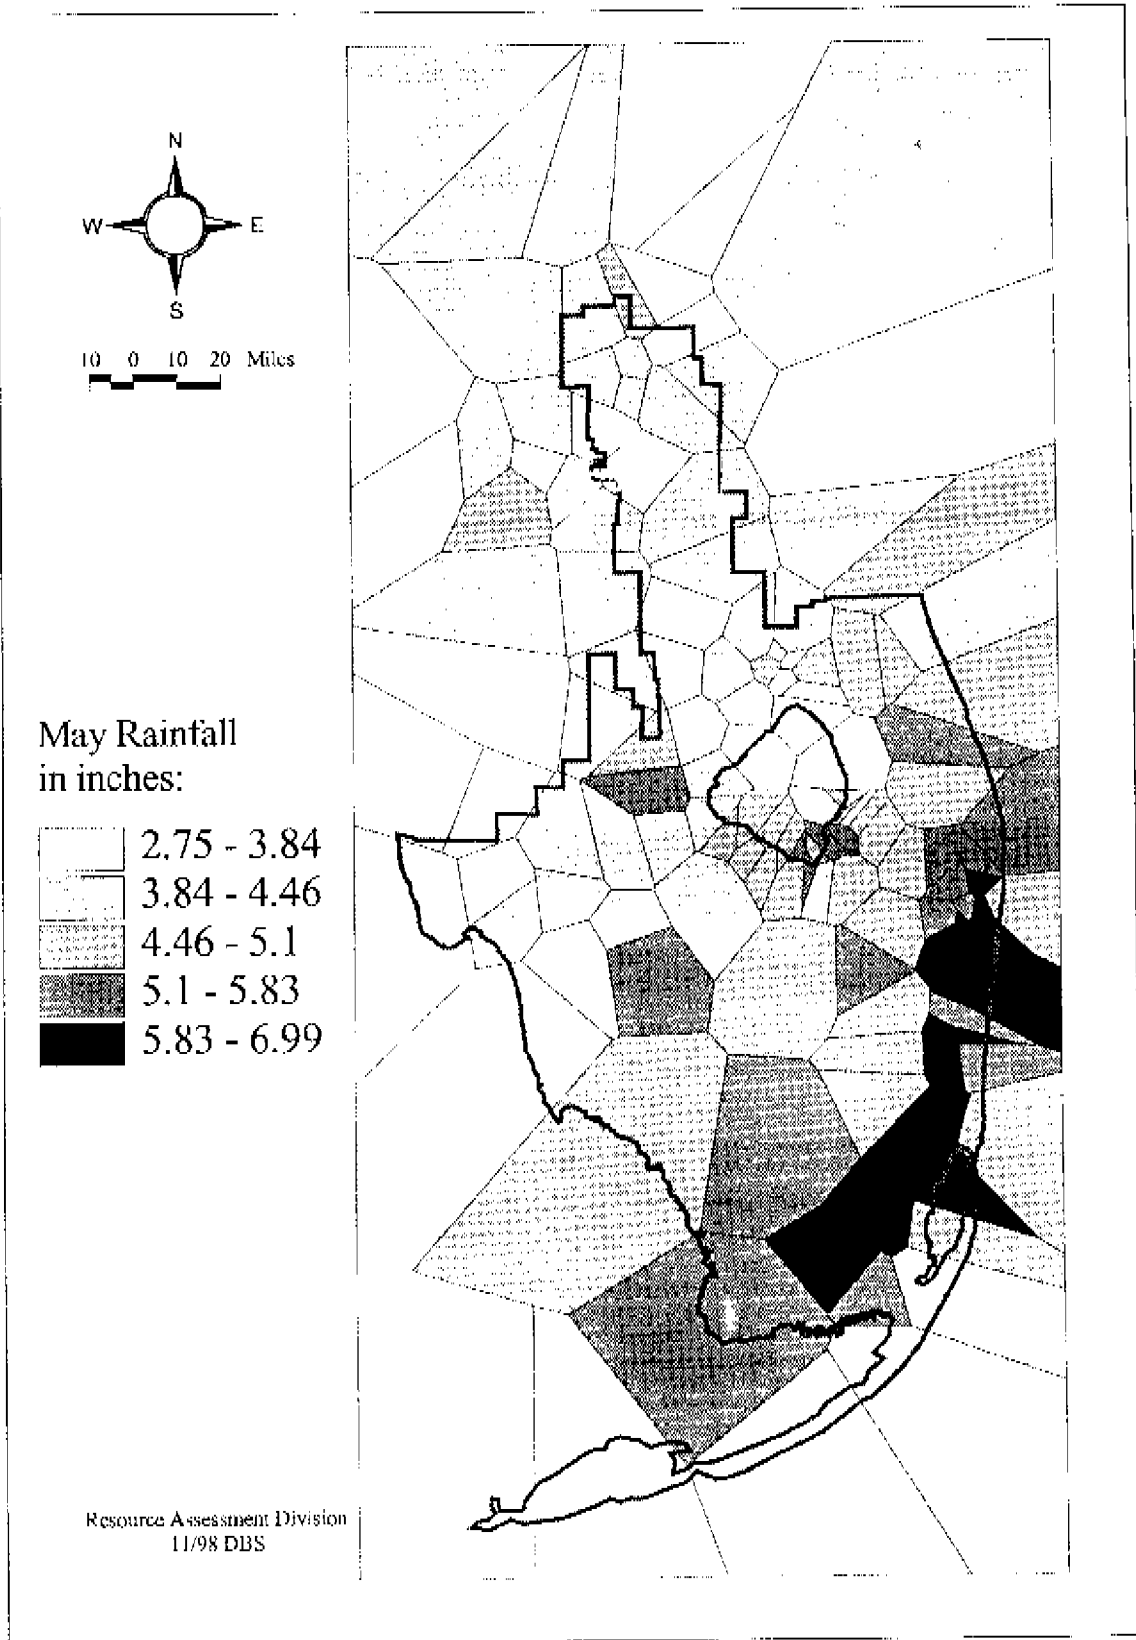 N
W E
S
10 0 10 20 Miles
May Rainfall
in inches:
2.75 - 3.84
3.84 - 4.46
4.46 - 5.1
5.1 - 5.83
5.83 - 6.99
Resource Assessment Division
11/98 DBS